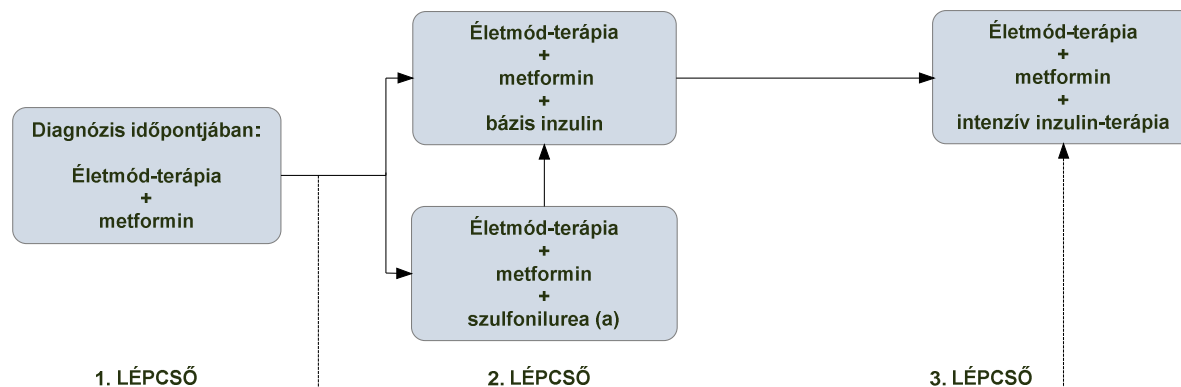 Diagnózis időpontjában:
Életmód-terápia
+
metformin
Életmód-terápia
+
metformin
+
bázis inzulin
Életmód-terápia
+
metformin
+
szulfonilurea (a)
Életmód-terápia
+
metformin
+
intenzív inzulin-terápia
1. LÉPCSŐ
2. LÉPCSŐ
3. LÉPCSŐ